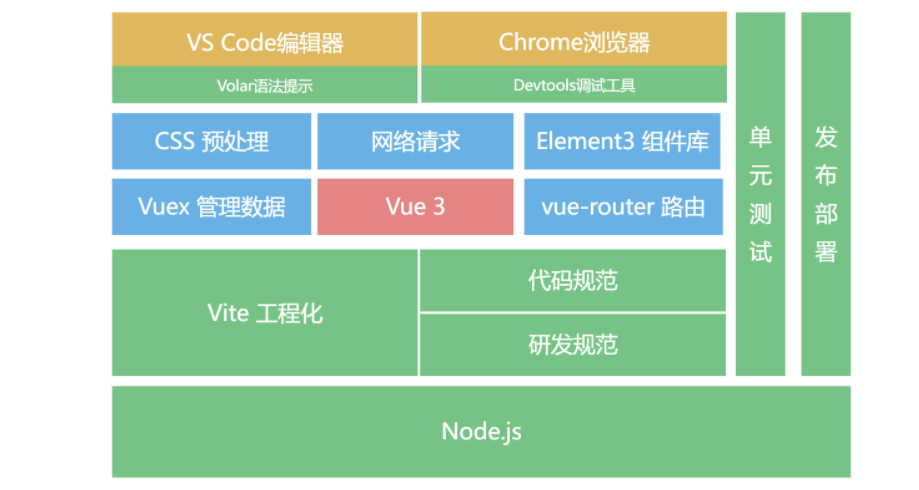 VS Code编辑器
Chrome浏览器
Volar语法提示
Devtools调试工具
CSS 预处理
网络请求
Element3 组件库
Vuex 管理数据
Vue 3
vue-router 路由
Vite 工程化
代码规范
研发规范
单元测试
发布部署
Node.js